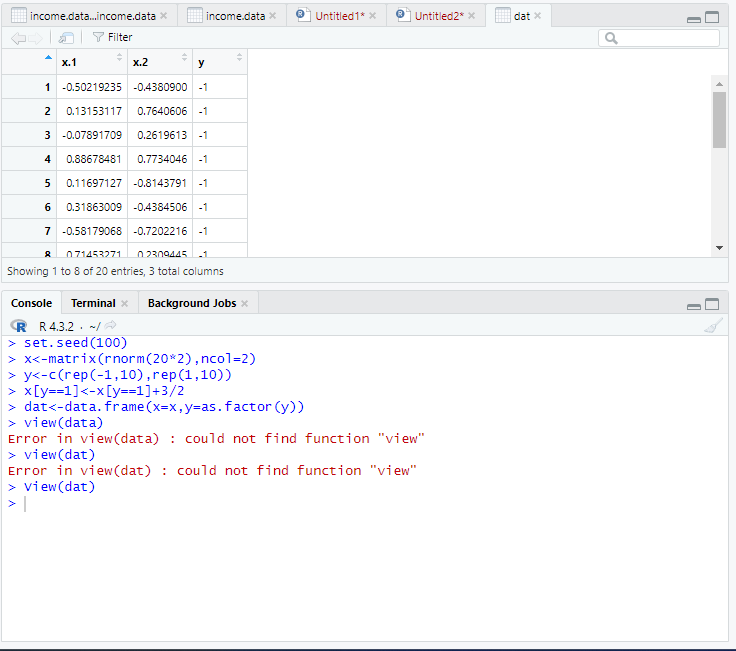 income.data...income.data income.data Untitled1* Untitled2* dat
Filter
x.1 x.2 y
1 -0.50219235 -0.4380900 -1
2 0.13153117 0.7640606 -1
3 -0.07891709 0.2619613 -1
4 0.88678481 0.7734046 -1
5 0.11697127 -0.8143791 -1
6 0.31863009 -0.4384506 -1
7 -0.58179068 -0.7202216 -1
8 0.71453271 0.2309445 -1
Showing 1 to 8 of 20 entries, 3 total columns
Console Terminal Background Jobs
R R 4.3.2 · ~/
> set.seed(100)
> x<-matrix(rnorm(20*2),ncol=2)
> y<-c(rep(-1,10),rep(1,10))
> x[y==1]<-x[y==1]+3/2
> dat<-data.frame(x=x,y=as.factor(y))
> view(data)
Error in view(data) : could not find function "view"
> view(dat)
Error in view(dat) : could not find function "view"
> View(dat)
>